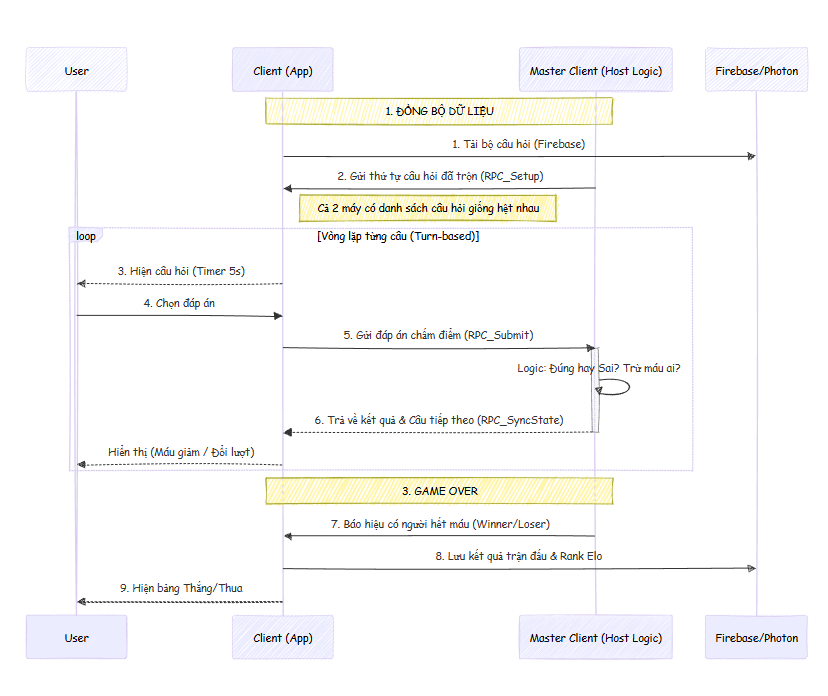 User
Client (App)
Master Client (Host Logic)
Firebase/Photon
1. ĐỒNG BỘ DỮ LIỆU
1. Tải bộ câu hỏi (Firebase)
2. Gửi thứ tự câu hỏi đã trộn (RPC_Setup)
Cả 2 máy có danh sách câu hỏi giống hệt nhau
loop
[Vòng lặp từng câu (Turn-based)]
3. Hiện câu hỏi (Timer 5s)
4. Chọn đáp án
5. Gửi đáp án chấm điểm (RPC_Submit)
Logic: Đúng hay Sai? Trừ máu ai?
6. Trả về kết quả & Câu tiếp theo (RPC_SyncState)
Hiển thị (Máu giảm / Đổi lượt)
3. GAME OVER
7. Báo hiệu có người hết máu (Winner/Loser)
8. Lưu kết quả trận đấu & Rank Elo
9. Hiện bảng Thắng/Thua
User
Client (App)
Master Client (Host Logic)
Firebase/Photon